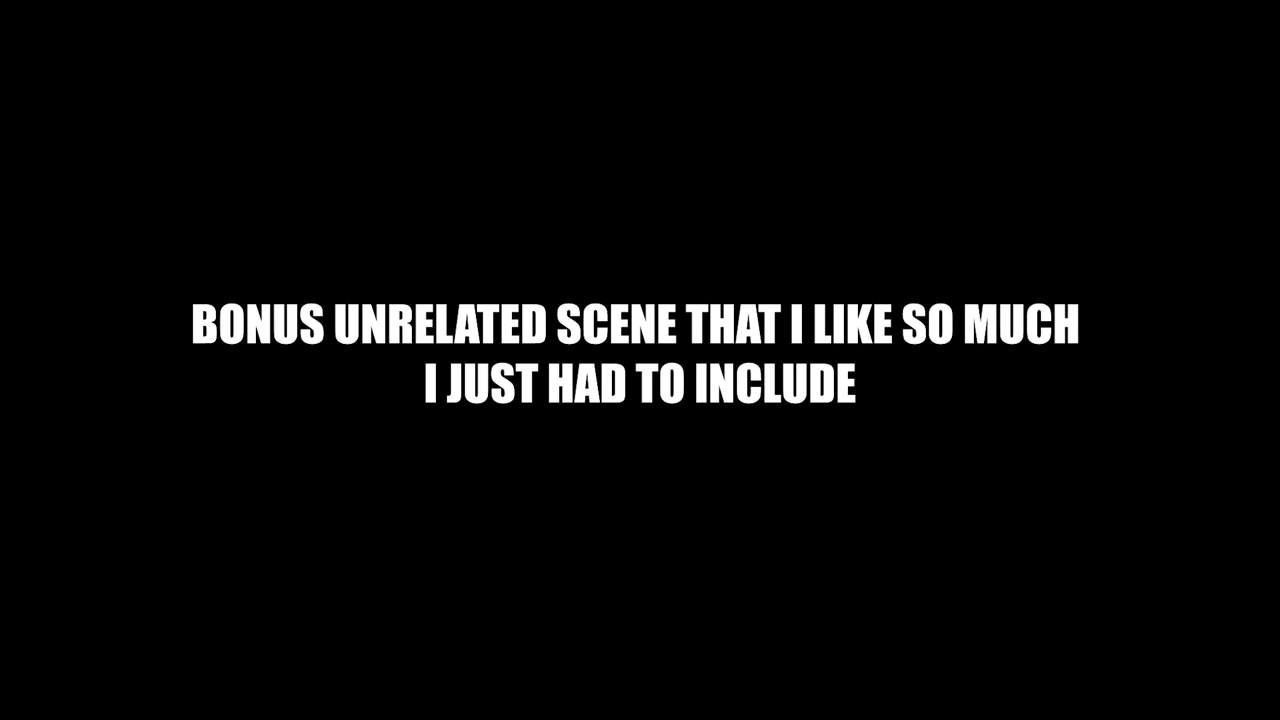 BONUS UNRELATED SCENE THAT I LIKE SO MUCH
I JUST HAD TO INCLUDE